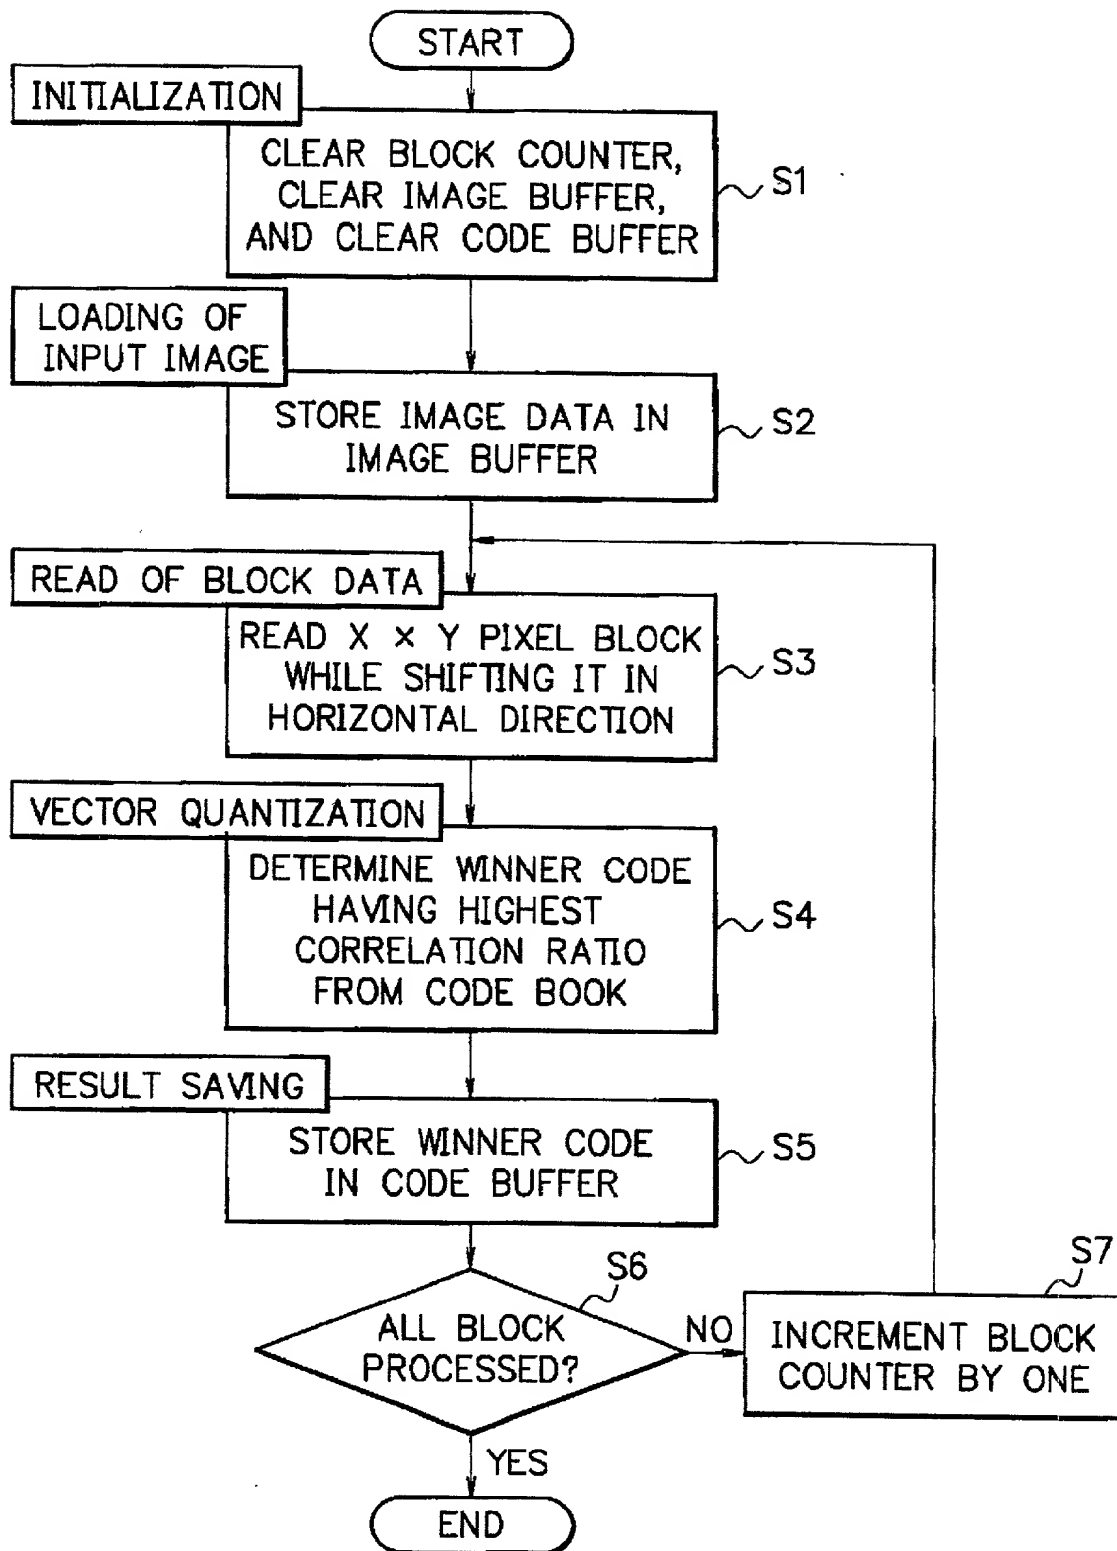 START
INITIALIZATION
CLEAR BLOCK COUNTER,
CLEAR IMAGE BUFFER,
AND CLEAR CODE BUFFER
S1
LOADING OF
INPUT IMAGE
STORE IMAGE DATA IN
IMAGE BUFFER
S2
READ OF BLOCK DATA
READ X × Y PIXEL BLOCK
WHILE SHIFTING IT IN
HORIZONTAL DIRECTION
S3
VECTOR QUANTIZATION
DETERMINE WINNER CODE
HAVING HIGHEST
CORRELATION RATIO
FROM CODE BOOK
S4
RESULT SAVING
STORE WINNER CODE
IN CODE BUFFER
S5
S6
ALL BLOCK
PROCESSED?
NO
S7
INCREMENT BLOCK
COUNTER BY ONE
YES
END